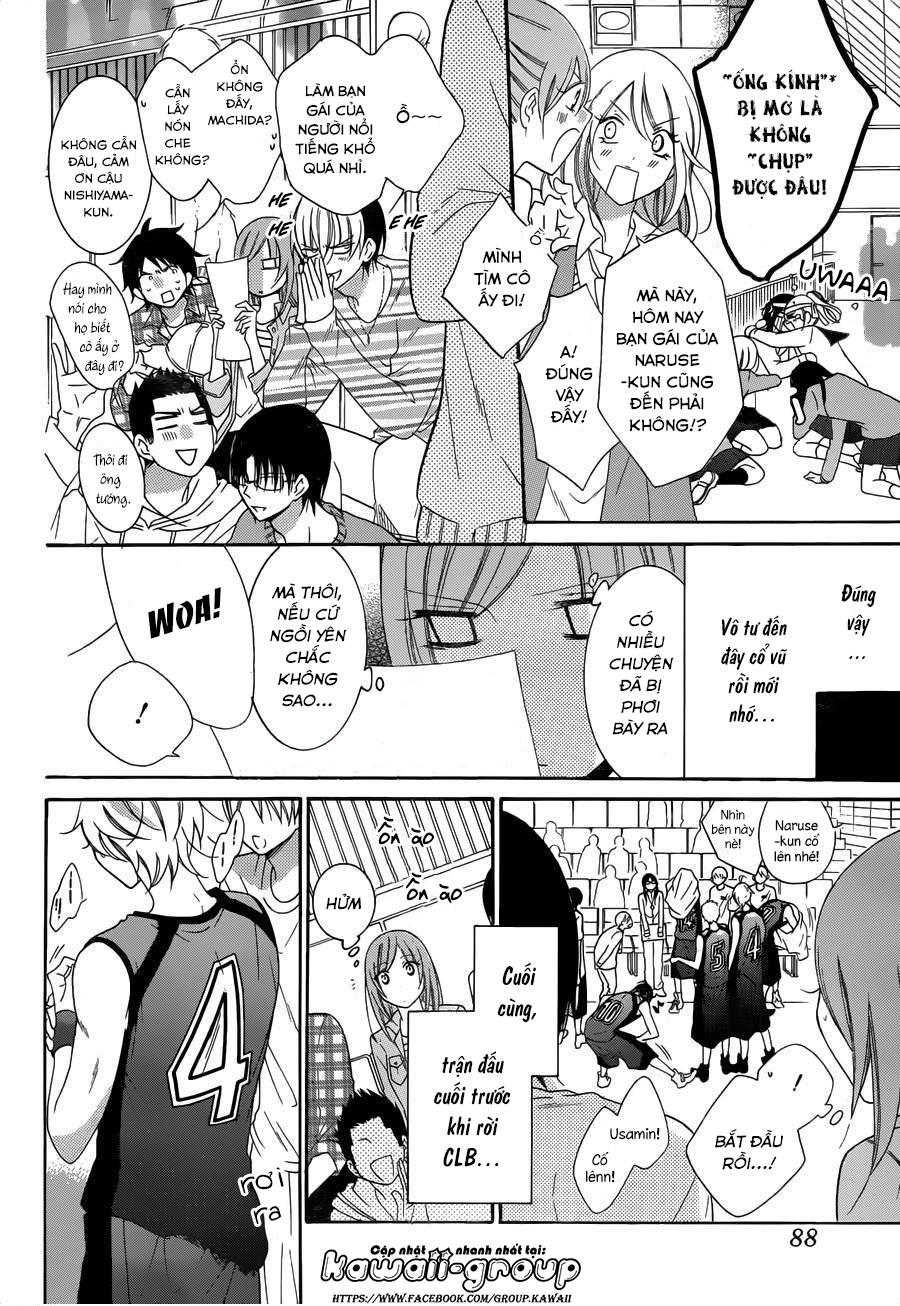 "ỐNG KÍNH"*
BỊ MỜ LÀ
KHÔNG
"CHỤP"
ĐƯỢC ĐÂU!
UWAAA
MÀ NÀY,
HÔM NAY
BẠN GÁI CỦA
NARUSE
-KUN CŨNG
ĐẾN PHẢI
KHÔNG!?
A!
ĐÚNG
VẬY
ĐẤY!
MÌNH
TÌM CÔ
ẤY ĐI!
Ồ~~
LÀM BẠN
GÁI CỦA
NGƯỜI NỔI
TIẾNG KHỔ
QUÁ NHỈ.
HE
HE
HE HE
ỔN
KHÔNG
ĐẤY,
MACHIDA?
CẦN
LẤY
NÓN
CHE
KHÔNG?
KHÔNG CẦN
ĐÂU, CẢM
ƠN CẬU
NISHIYAMA-
KUN.
Hay mình
nói cho
họ biết
cô ấy ở
đây đi?
Thôi đi
ông
tướng.
Đúng
vậy
...
Vô tư đến
đây cổ vũ
rồi mới
nhớ...
CÓ
NHIỀU
CHUYỆN
ĐÃ BỊ
PHƠI
BÀY RA
MÀ THÔI,
NẾU CỨ
NGỒI YÊN
CHẮC
KHÔNG
SAO...
WOA!
!
Naruse
-kun cố
lên nhé!
Nhìn
bên này
nè!
5
4
10
BẮT ĐẦU
RỒI...!
Usamin!
Cố
lênn!
Cuối
cùng,
trận đấu
cuối trước
khi rời
CLB...
ồn ào
ồn ào
HỬM
4
rơi
ra
88
Cập nhật nhanh nhất tại:
kawaii-group
HTTPS://WWW.FACEBOOK.COM/GROUP.KAWAII